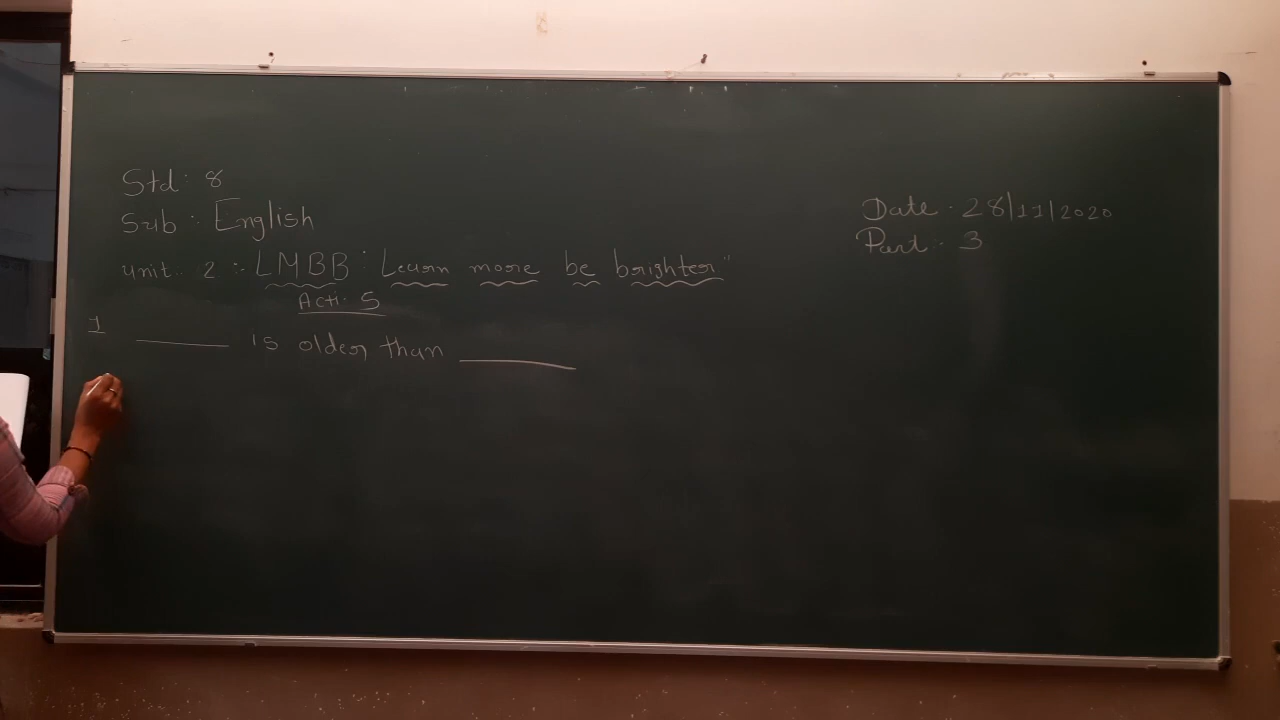 Std: 8
Sub: English
Date: 28/11/2020
Part: 3
unit: 2 :- LMBB: Learn more be brighter"
Acti. 5
1 ______ is older than ______